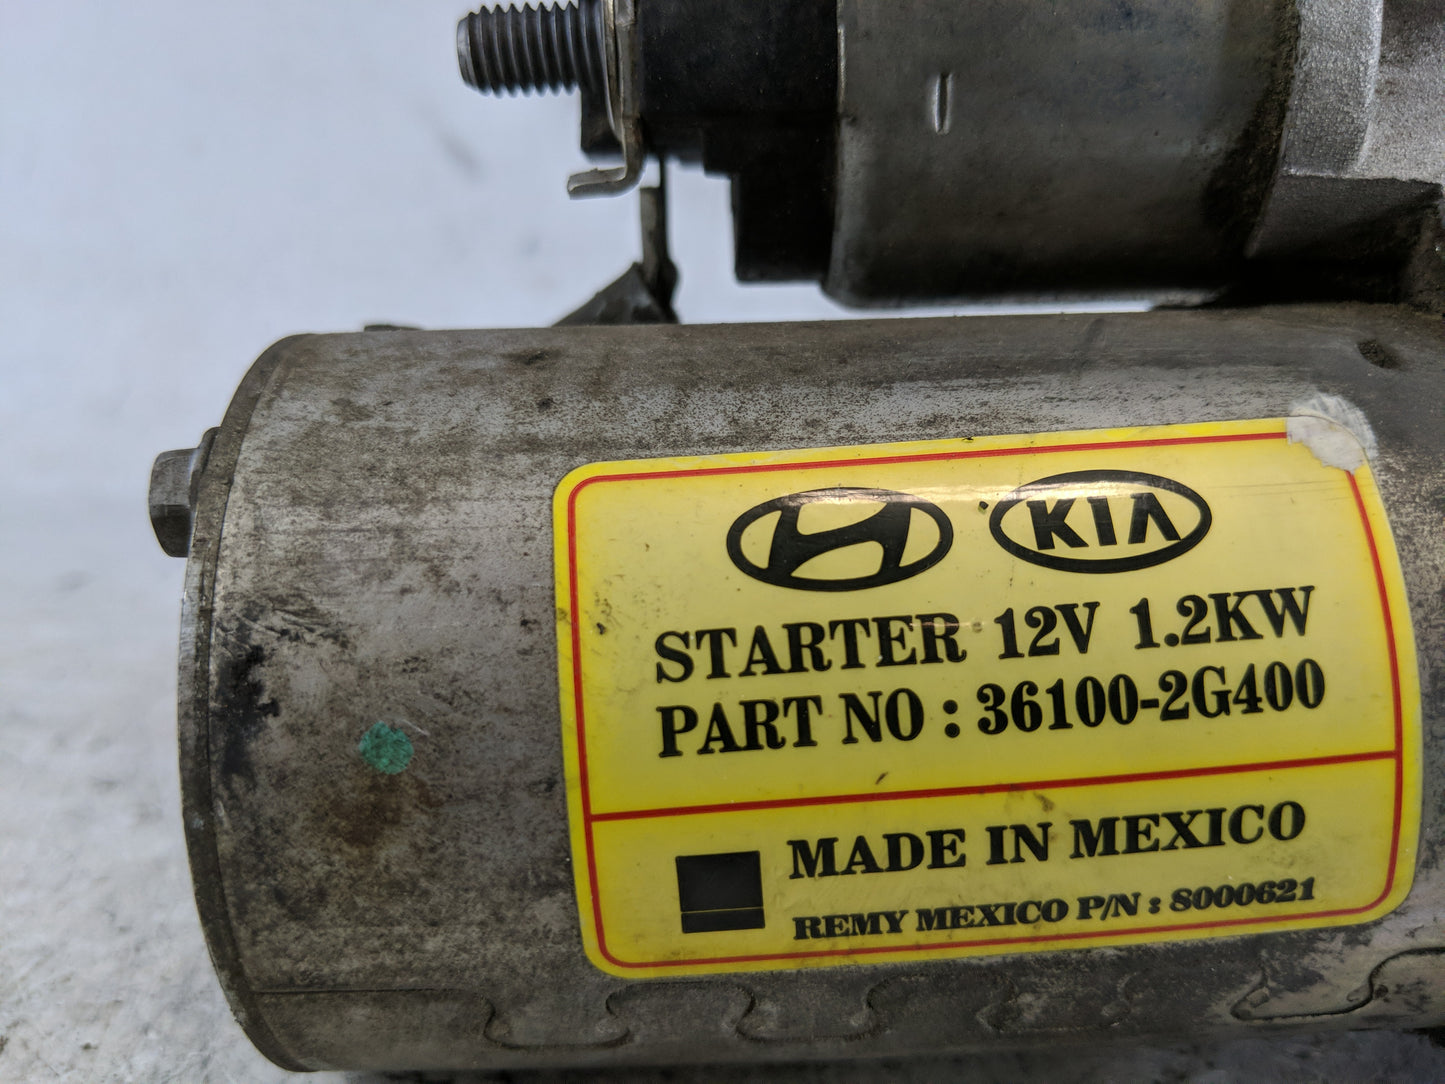 KIA
STARTER 12V 1.2KW
PART NO : 36100-2G400
MADE IN MEXICO
REMY MEXICO P/N : 8000621